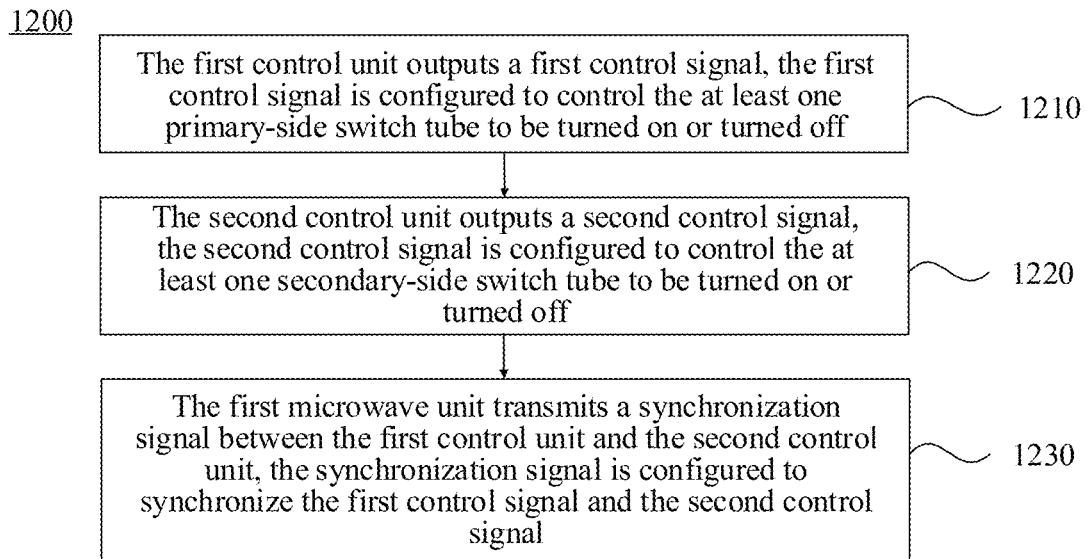 1200
The first control unit outputs a first control signal, the first
control signal is configured to control the at least one
primary-side switch tube to be turned on or turned off
1210
The second control unit outputs a second control signal,
the second control signal is configured to control the at
least one secondary-side switch tube to be turned on or
turned off
1220
The first microwave unit transmits a synchronization
signal between the first control unit and the second control
unit, the synchronization signal is configured to
synchronize the first control signal and the second control
signal
1230